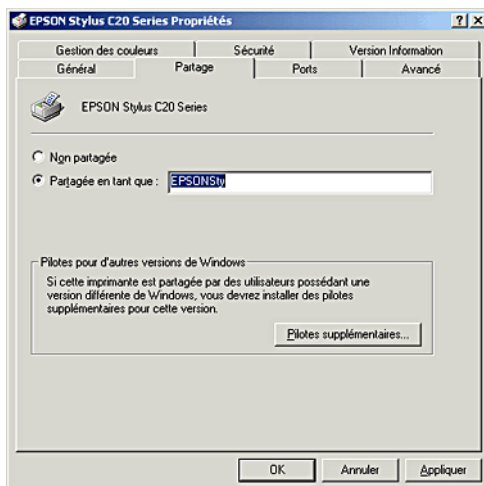 EPSON Stylus C20 Series Propriétés
Gestion des couleurs Sécurité Version Information
Général Partage Ports Avancé
EPSON Stylus C20 Series
Non partagée
Partagée en tant que : EPSONSty
Pilotes pour d'autres versions de Windows
Si cette imprimante est partagée par des utilisateurs possédant une
version différente de Windows, vous devrez installer des pilotes
supplémentaires pour cette version.
Pilotes supplémentaires...
OK Annuler Appliquer